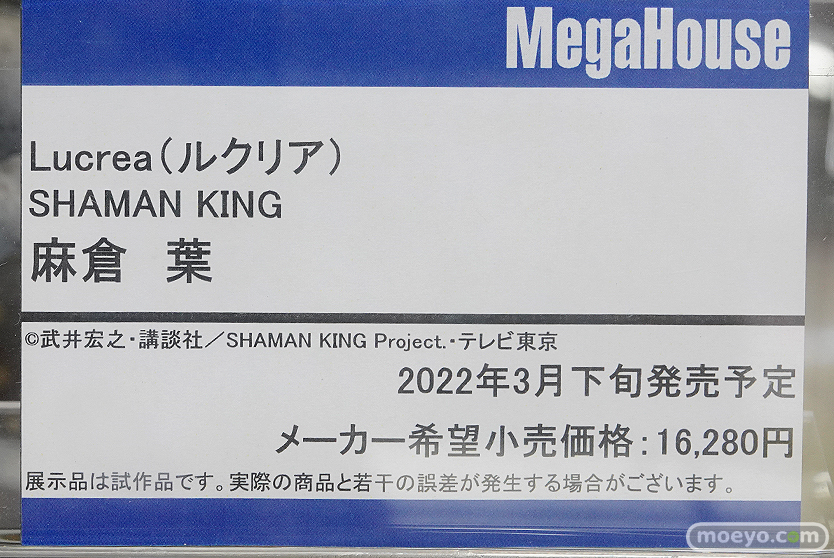 MegaHouse
Lucrea(ルクリア)
SHAMAN KING
麻倉　葉
©武井宏之・講談社／SHAMAN KING Project.・テレビ東京
2022年3月下旬発売予定
メーカー希望小売価格：16,280円
展示品は試作品です。実際の商品と若干の誤差が発生する場合がございます。
moeyo.com